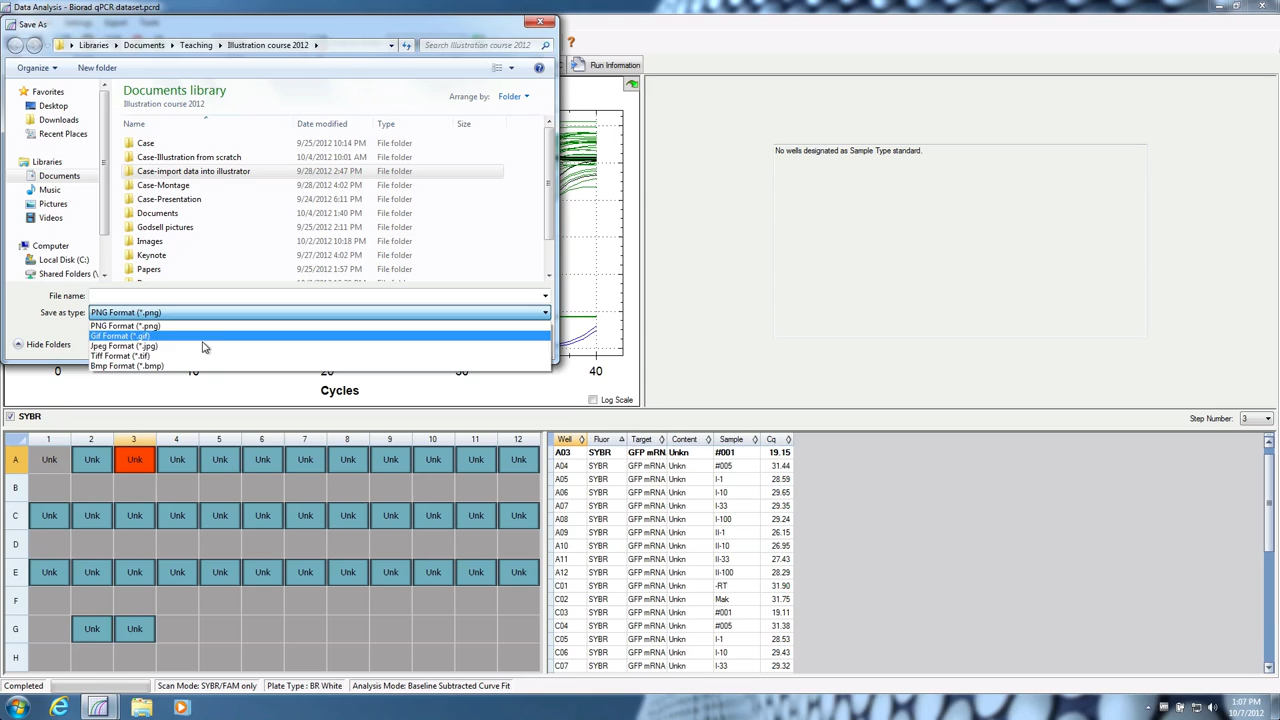 Data Analysis - Biorad qPCR dataset.pcrd
Save As
Libraries ▸ Documents ▸ Teaching ▸ Illustration course 2012 ▸
Search Illustration course 2012
Organize
New folder
Run Information
Favorites
Desktop
Downloads
Recent Places
Libraries
Documents
Music
Pictures
Videos
Computer
Local Disk (C:)
Shared Folders (\
Documents library
Illustration course 2012
Arrange by: Folder
Name Date modified Type Size
Case 9/25/2012 10:14 PM File folder
Case-Illustration from scratch 10/4/2012 10:01 AM File folder
Case-import data into illustrator 9/28/2012 2:47 PM File folder
Case-Montage 9/28/2012 4:02 PM File folder
Case-Presentation 9/24/2012 6:11 PM File folder
Documents 10/4/2012 1:40 PM File folder
Godsell pictures 9/25/2012 2:11 PM File folder
Images 10/2/2012 10:18 PM File folder
Keynote 9/27/2012 4:02 PM File folder
Papers 9/25/2012 1:57 PM File folder
File name:
Save as type: PNG Format (*.png)
PNG Format (*.png)
Gif Format (*.gif)
Jpeg Format (*.jpg)
Tiff Format (*.tif)
Bmp Format (*.bmp)
Hide Folders
No wells designated as Sample Type standard.
0 40
Cycles
Log Scale
SYBR
Step Number: 3
1 2 3 4 5 6 7 8 9 10 11 12
A Unk Unk Unk Unk Unk Unk Unk Unk Unk Unk Unk Unk
B
C Unk Unk Unk Unk Unk Unk Unk Unk Unk Unk Unk Unk
D
E Unk Unk Unk Unk Unk Unk Unk Unk Unk Unk Unk Unk
F
G Unk Unk
H
Well Fluor Target Content Sample Cq
A03 SYBR GFP mRN. Unkn #001 19.15
A04 SYBR GFP mRNA Unkn #005 31.44
A05 SYBR GFP mRNA Unkn I-1 28.59
A06 SYBR GFP mRNA Unkn I-10 29.65
A07 SYBR GFP mRNA Unkn I-33 29.35
A08 SYBR GFP mRNA Unkn I-100 29.24
A09 SYBR GFP mRNA Unkn II-1 26.15
A10 SYBR GFP mRNA Unkn II-10 26.95
A11 SYBR GFP mRNA Unkn II-33 27.43
A12 SYBR GFP mRNA Unkn II-100 28.29
C01 SYBR GFP mRNA Unkn -RT 31.90
C02 SYBR GFP mRNA Unkn Mak 31.75
C03 SYBR GFP mRNA Unkn #001 19.11
C04 SYBR GFP mRNA Unkn #005 31.38
C05 SYBR GFP mRNA Unkn I-1 28.53
C06 SYBR GFP mRNA Unkn I-10 29.43
C07 SYBR GFP mRNA Unkn I-33 29.32
Completed
Scan Mode: SYBR/FAM only
Plate Type : BR White
Analysis Mode: Baseline Subtracted Curve Fit
1:07 PM
10/7/2012